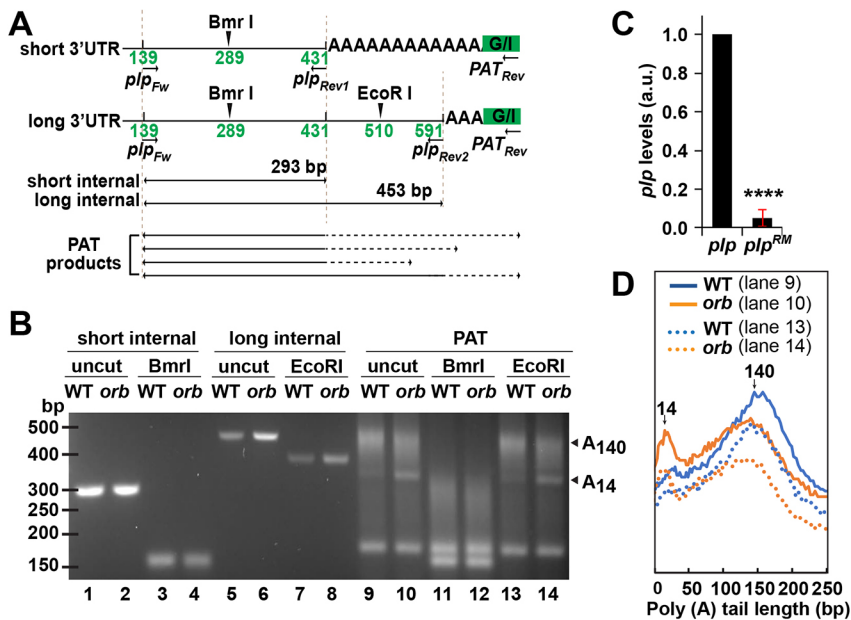 A
Bmr I
short 3'UTR
AAAAAAAAAAAA G/I
139 289 431
plpFw plpRev1 PATRev
Bmr I EcoR I
long 3'UTR
AAA G/I
139 289 431 510 591
plpFw plpRev2 PATRev
293 bp
short internal
453 bp
long internal
PAT
products
B
short internal long internal PAT
uncut BmrI uncut EcoRI uncut BmrI EcoRI
WT orb WT orb WT orb WT orb WT orb WT orb WT orb
bp
500
400
300
250
200
150
A140
A14
1 2 3 4 5 6 7 8 9 10 11 12 13 14
C
plp levels (a.u.)
1.0
0.8
0.6
0.4
0.2
0.0
****
plp plpRM
D
WT (lane 9)
orb (lane 10)
WT (lane 13)
orb (lane 14)
140
14
0 50 100 150 200 250
Poly (A) tail length (bp)